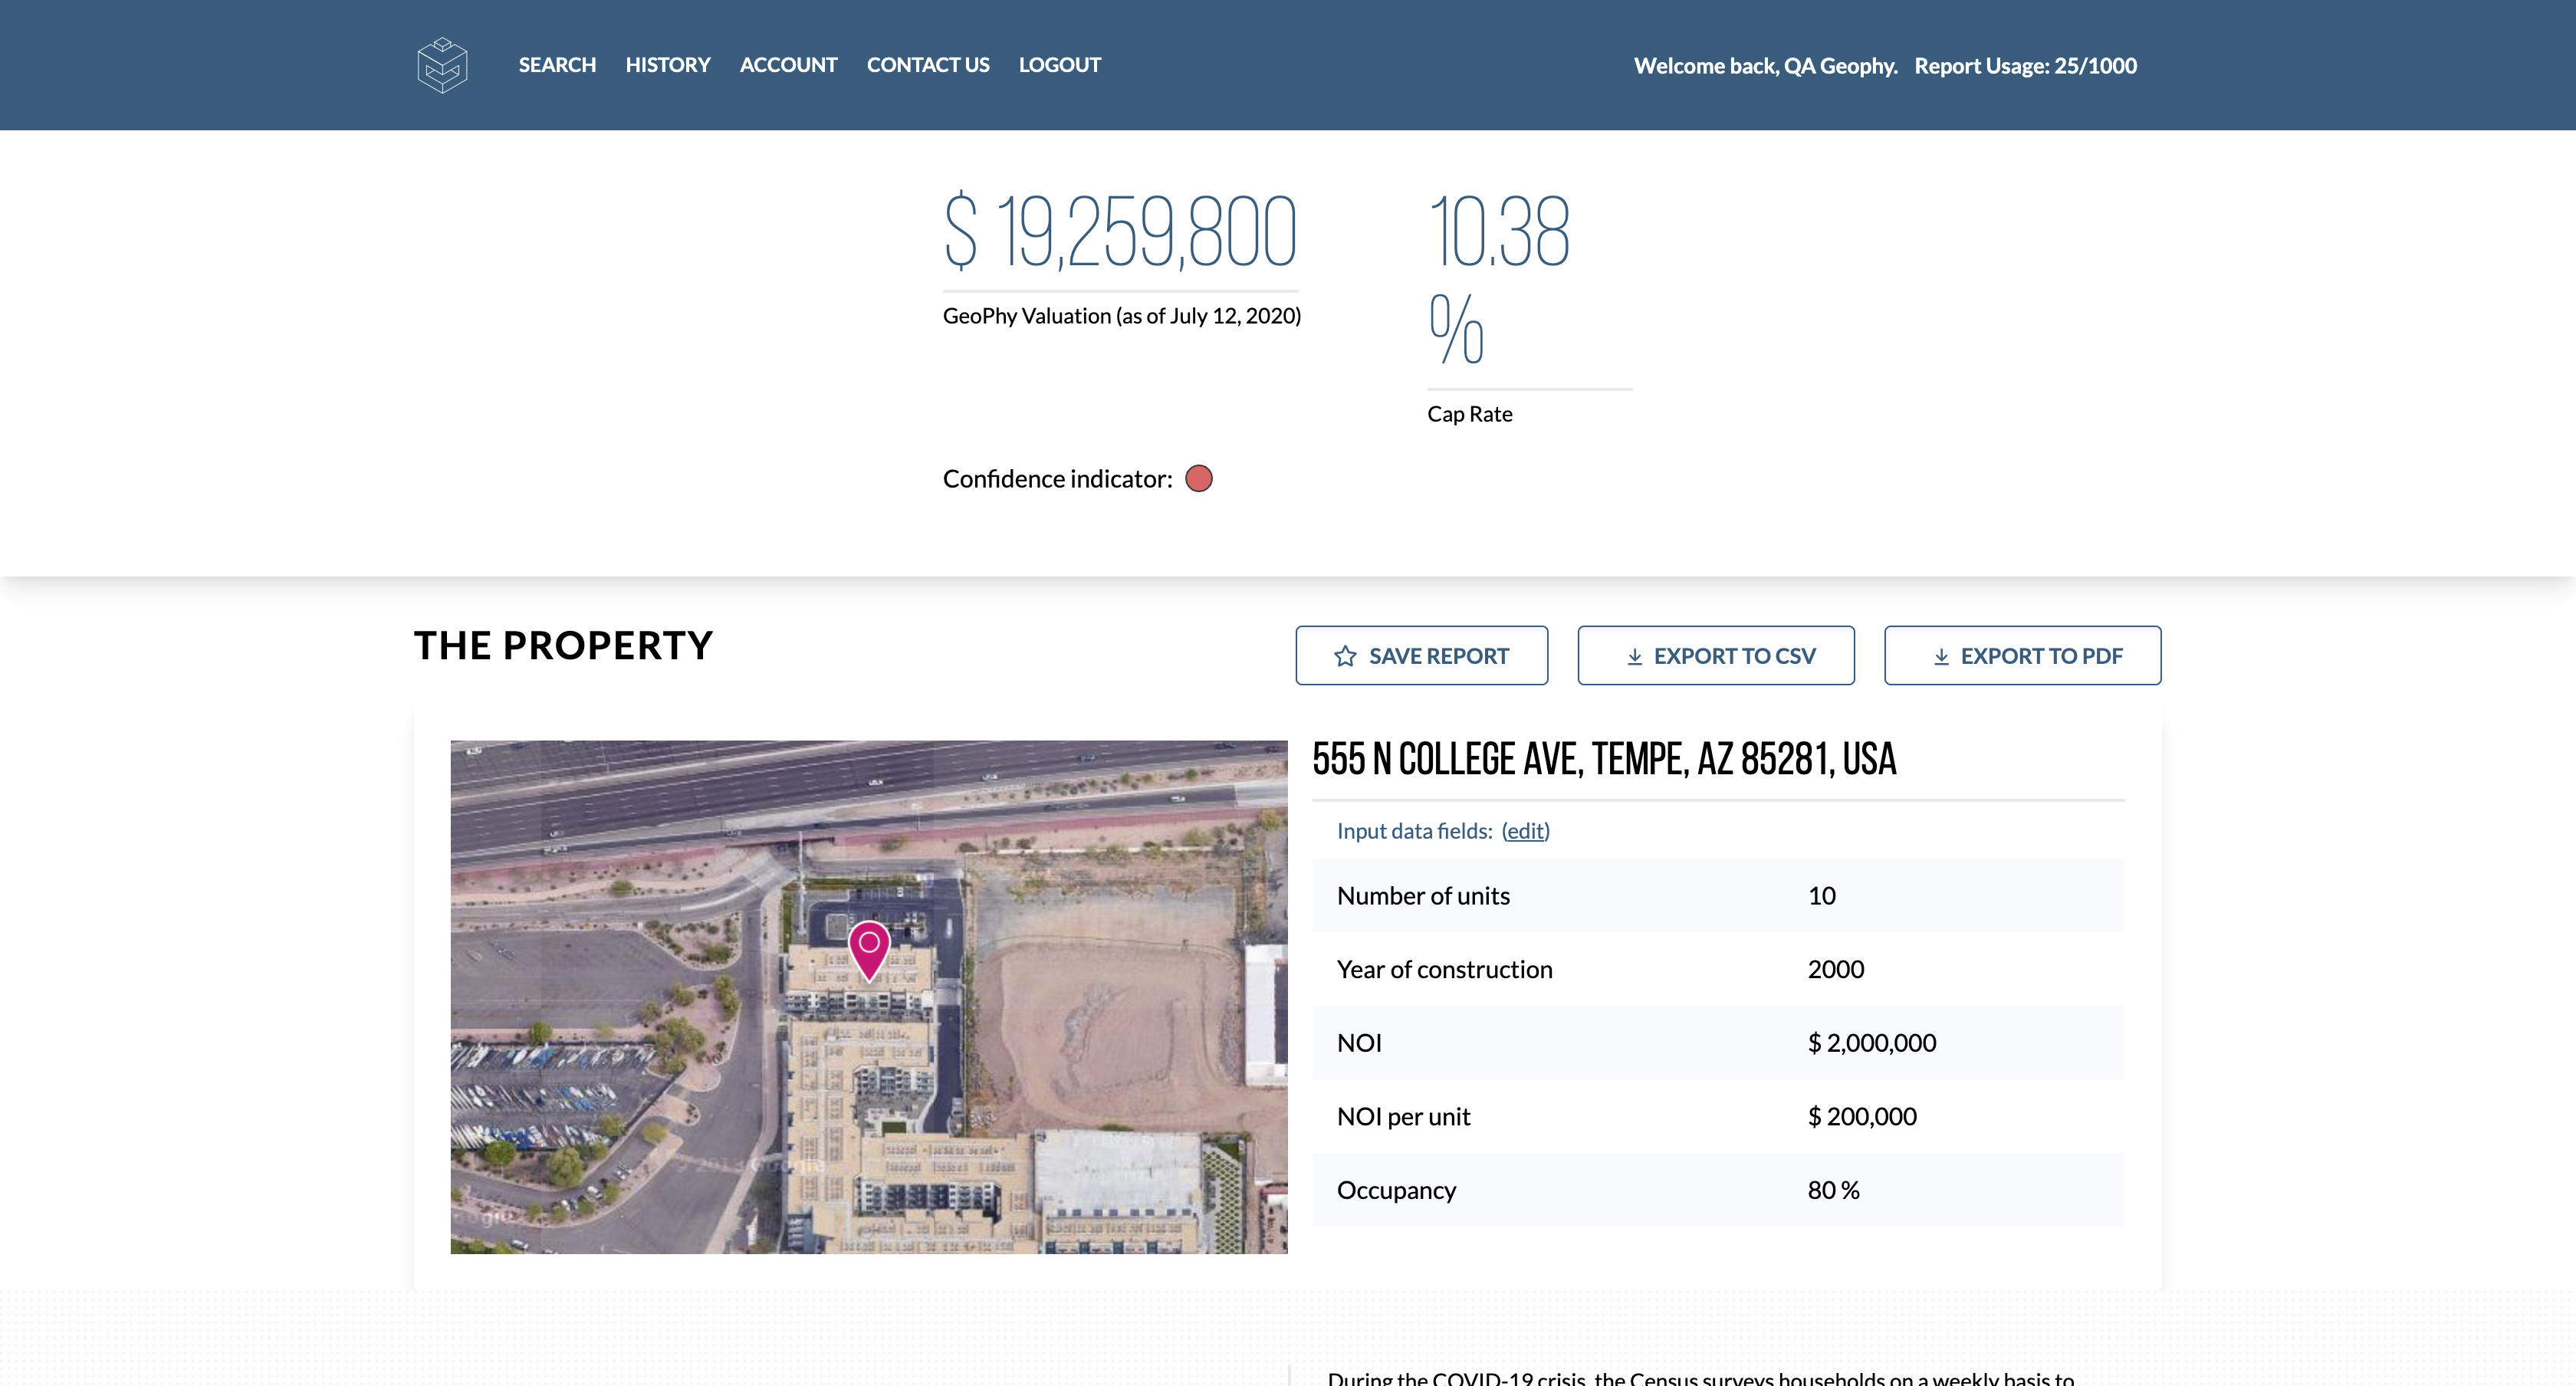 SEARCH HISTORY ACCOUNT CONTACT US LOGOUT
Welcome back, QA Geophy. Report Usage: 25/1000
$ 19,259,800
GeoPhy Valuation (as of July 12, 2020)
10.38
%
Cap Rate
Confidence indicator:
THE PROPERTY
SAVE REPORT
EXPORT TO CSV
EXPORT TO PDF
555 N COLLEGE AVE, TEMPE, AZ 85281, USA
Input data fields: (edit)
Number of units 10
Year of construction 2000
NOI $ 2,000,000
NOI per unit $ 200,000
Occupancy 80 %
During the COVID-19 crisis, the Census surveys households on a weekly basis to